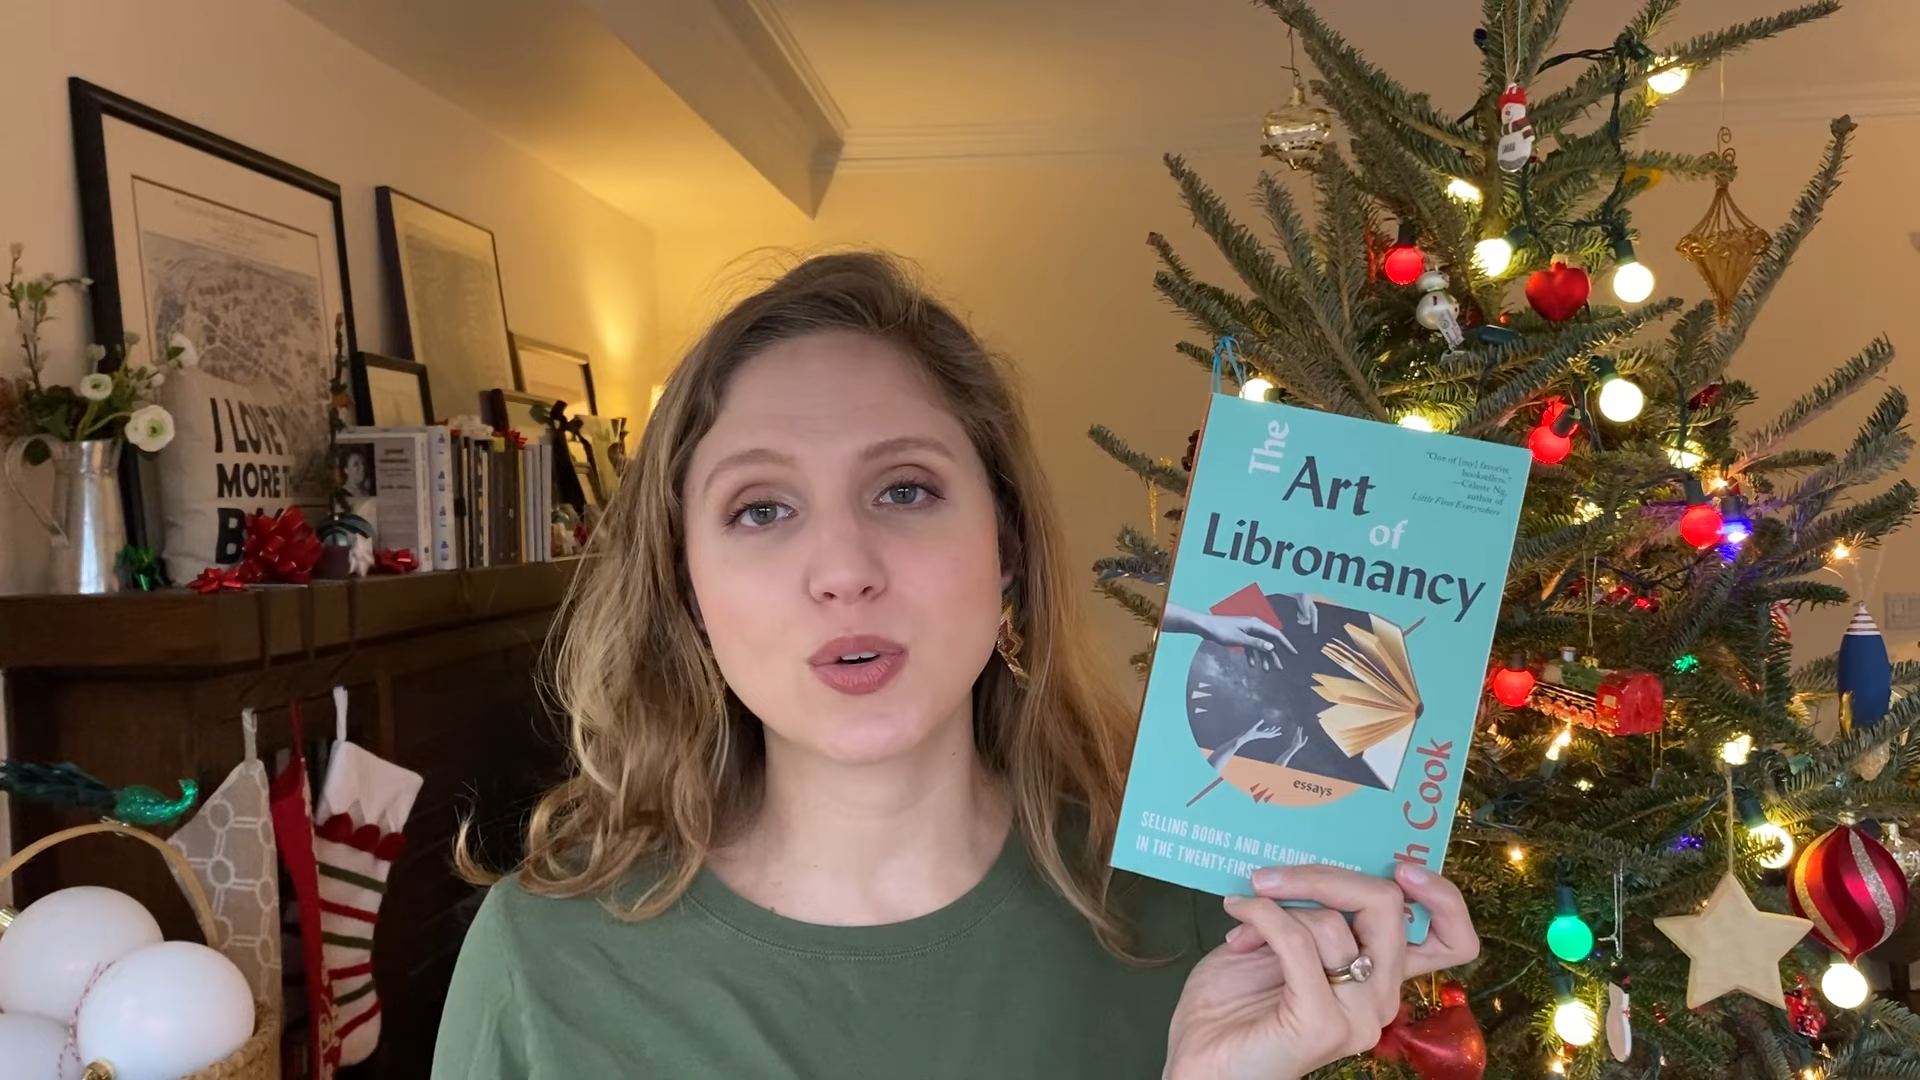 I LOVE
MORE
The
Art
of
Libromancy
"One of [my] favorite
booksellers."
—Celeste Ng,
author of
Little Fires Everywhere
essays
Cook
SELLING BOOKS AND READING BOOKS
IN THE TWENTY-FIRST